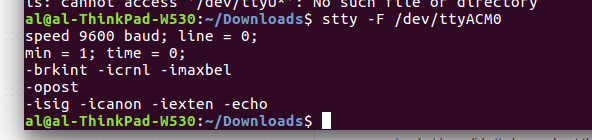 ls: cannot access '/dev/ttyU*': No such file or directory
al@al-ThinkPad-W530:~/Downloads$ stty -F /dev/ttyACM0
speed 9600 baud; line = 0;
min = 1; time = 0;
-brkint -icrnl -imaxbel
-opost
-isig -icanon -iexten -echo
al@al-ThinkPad-W530:~/Downloads$